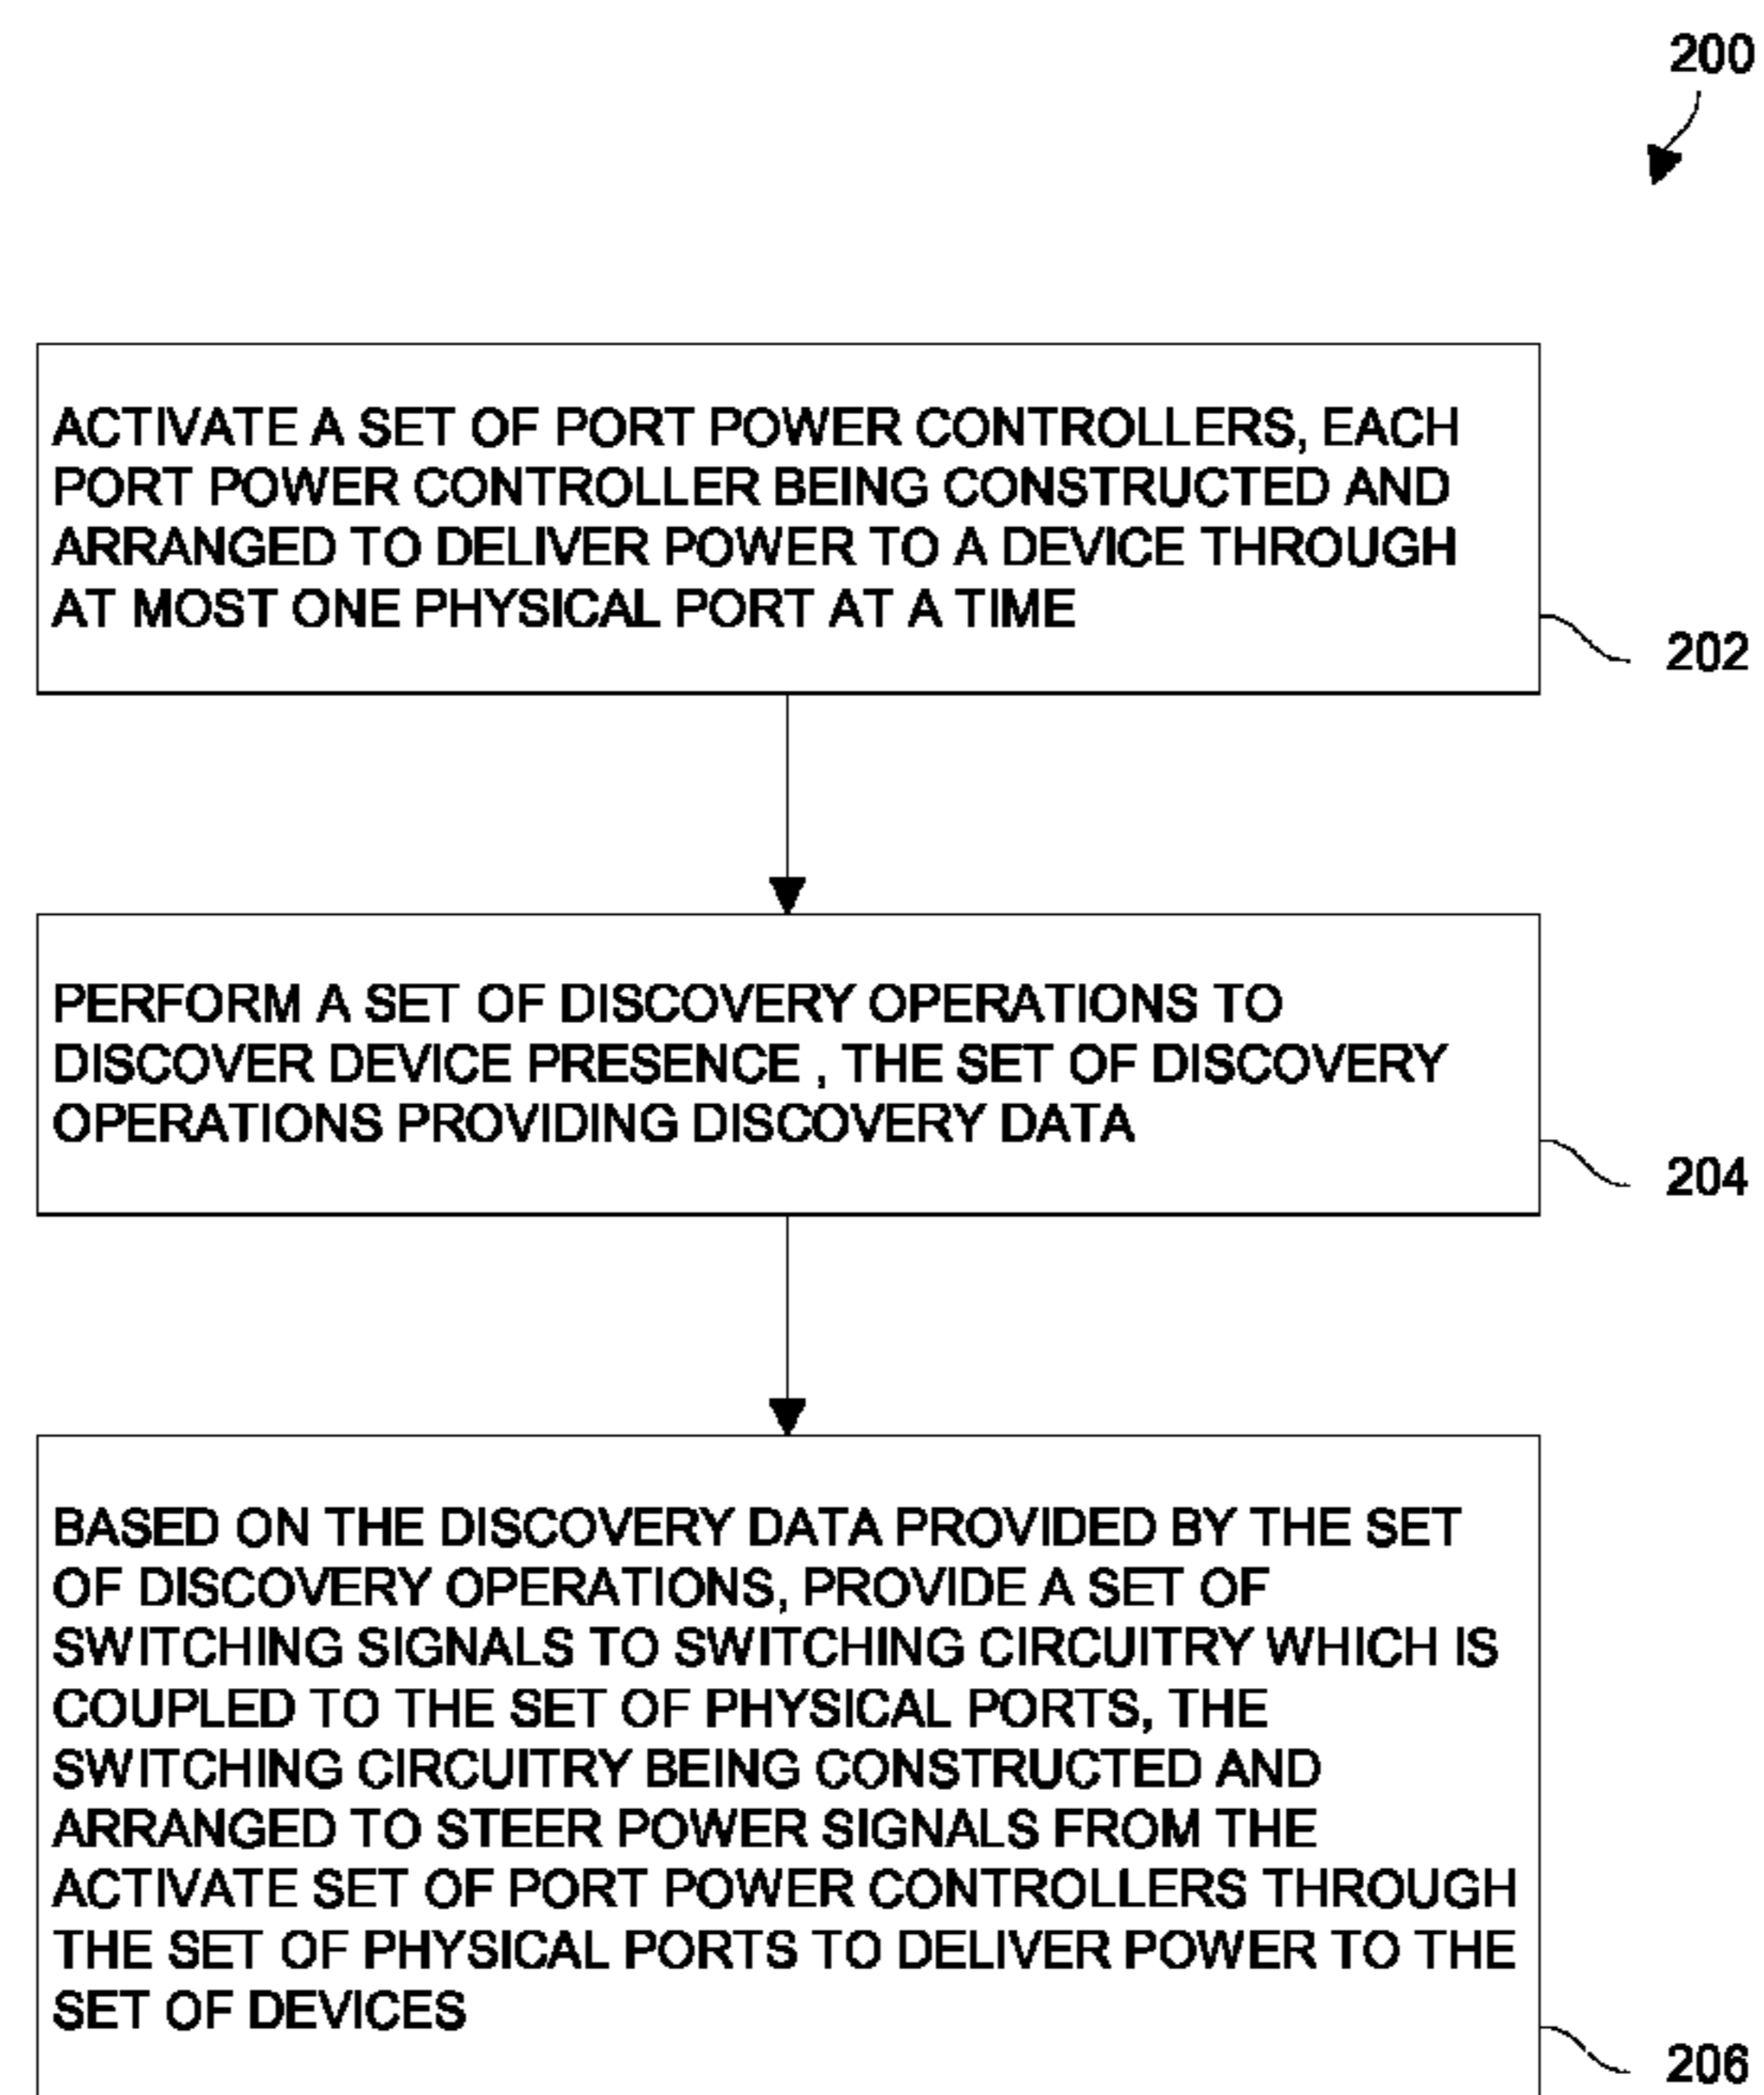 200
ACTIVATE A SET OF PORT POWER CONTROLLERS, EACH
PORT POWER CONTROLLER BEING CONSTRUCTED AND
ARRANGED TO DELIVER POWER TO A DEVICE THROUGH
AT MOST ONE PHYSICAL PORT AT A TIME
202
PERFORM A SET OF DISCOVERY OPERATIONS TO
DISCOVER DEVICE PRESENCE , THE SET OF DISCOVERY
OPERATIONS PROVIDING DISCOVERY DATA
204
BASED ON THE DISCOVERY DATA PROVIDED BY THE SET
OF DISCOVERY OPERATIONS, PROVIDE A SET OF
SWITCHING SIGNALS TO SWITCHING CIRCUITRY WHICH IS
COUPLED TO THE SET OF PHYSICAL PORTS, THE
SWITCHING CIRCUITRY BEING CONSTRUCTED AND
ARRANGED TO STEER POWER SIGNALS FROM THE
ACTIVATE SET OF PORT POWER CONTROLLERS THROUGH
THE SET OF PHYSICAL PORTS TO DELIVER POWER TO THE
SET OF DEVICES
206